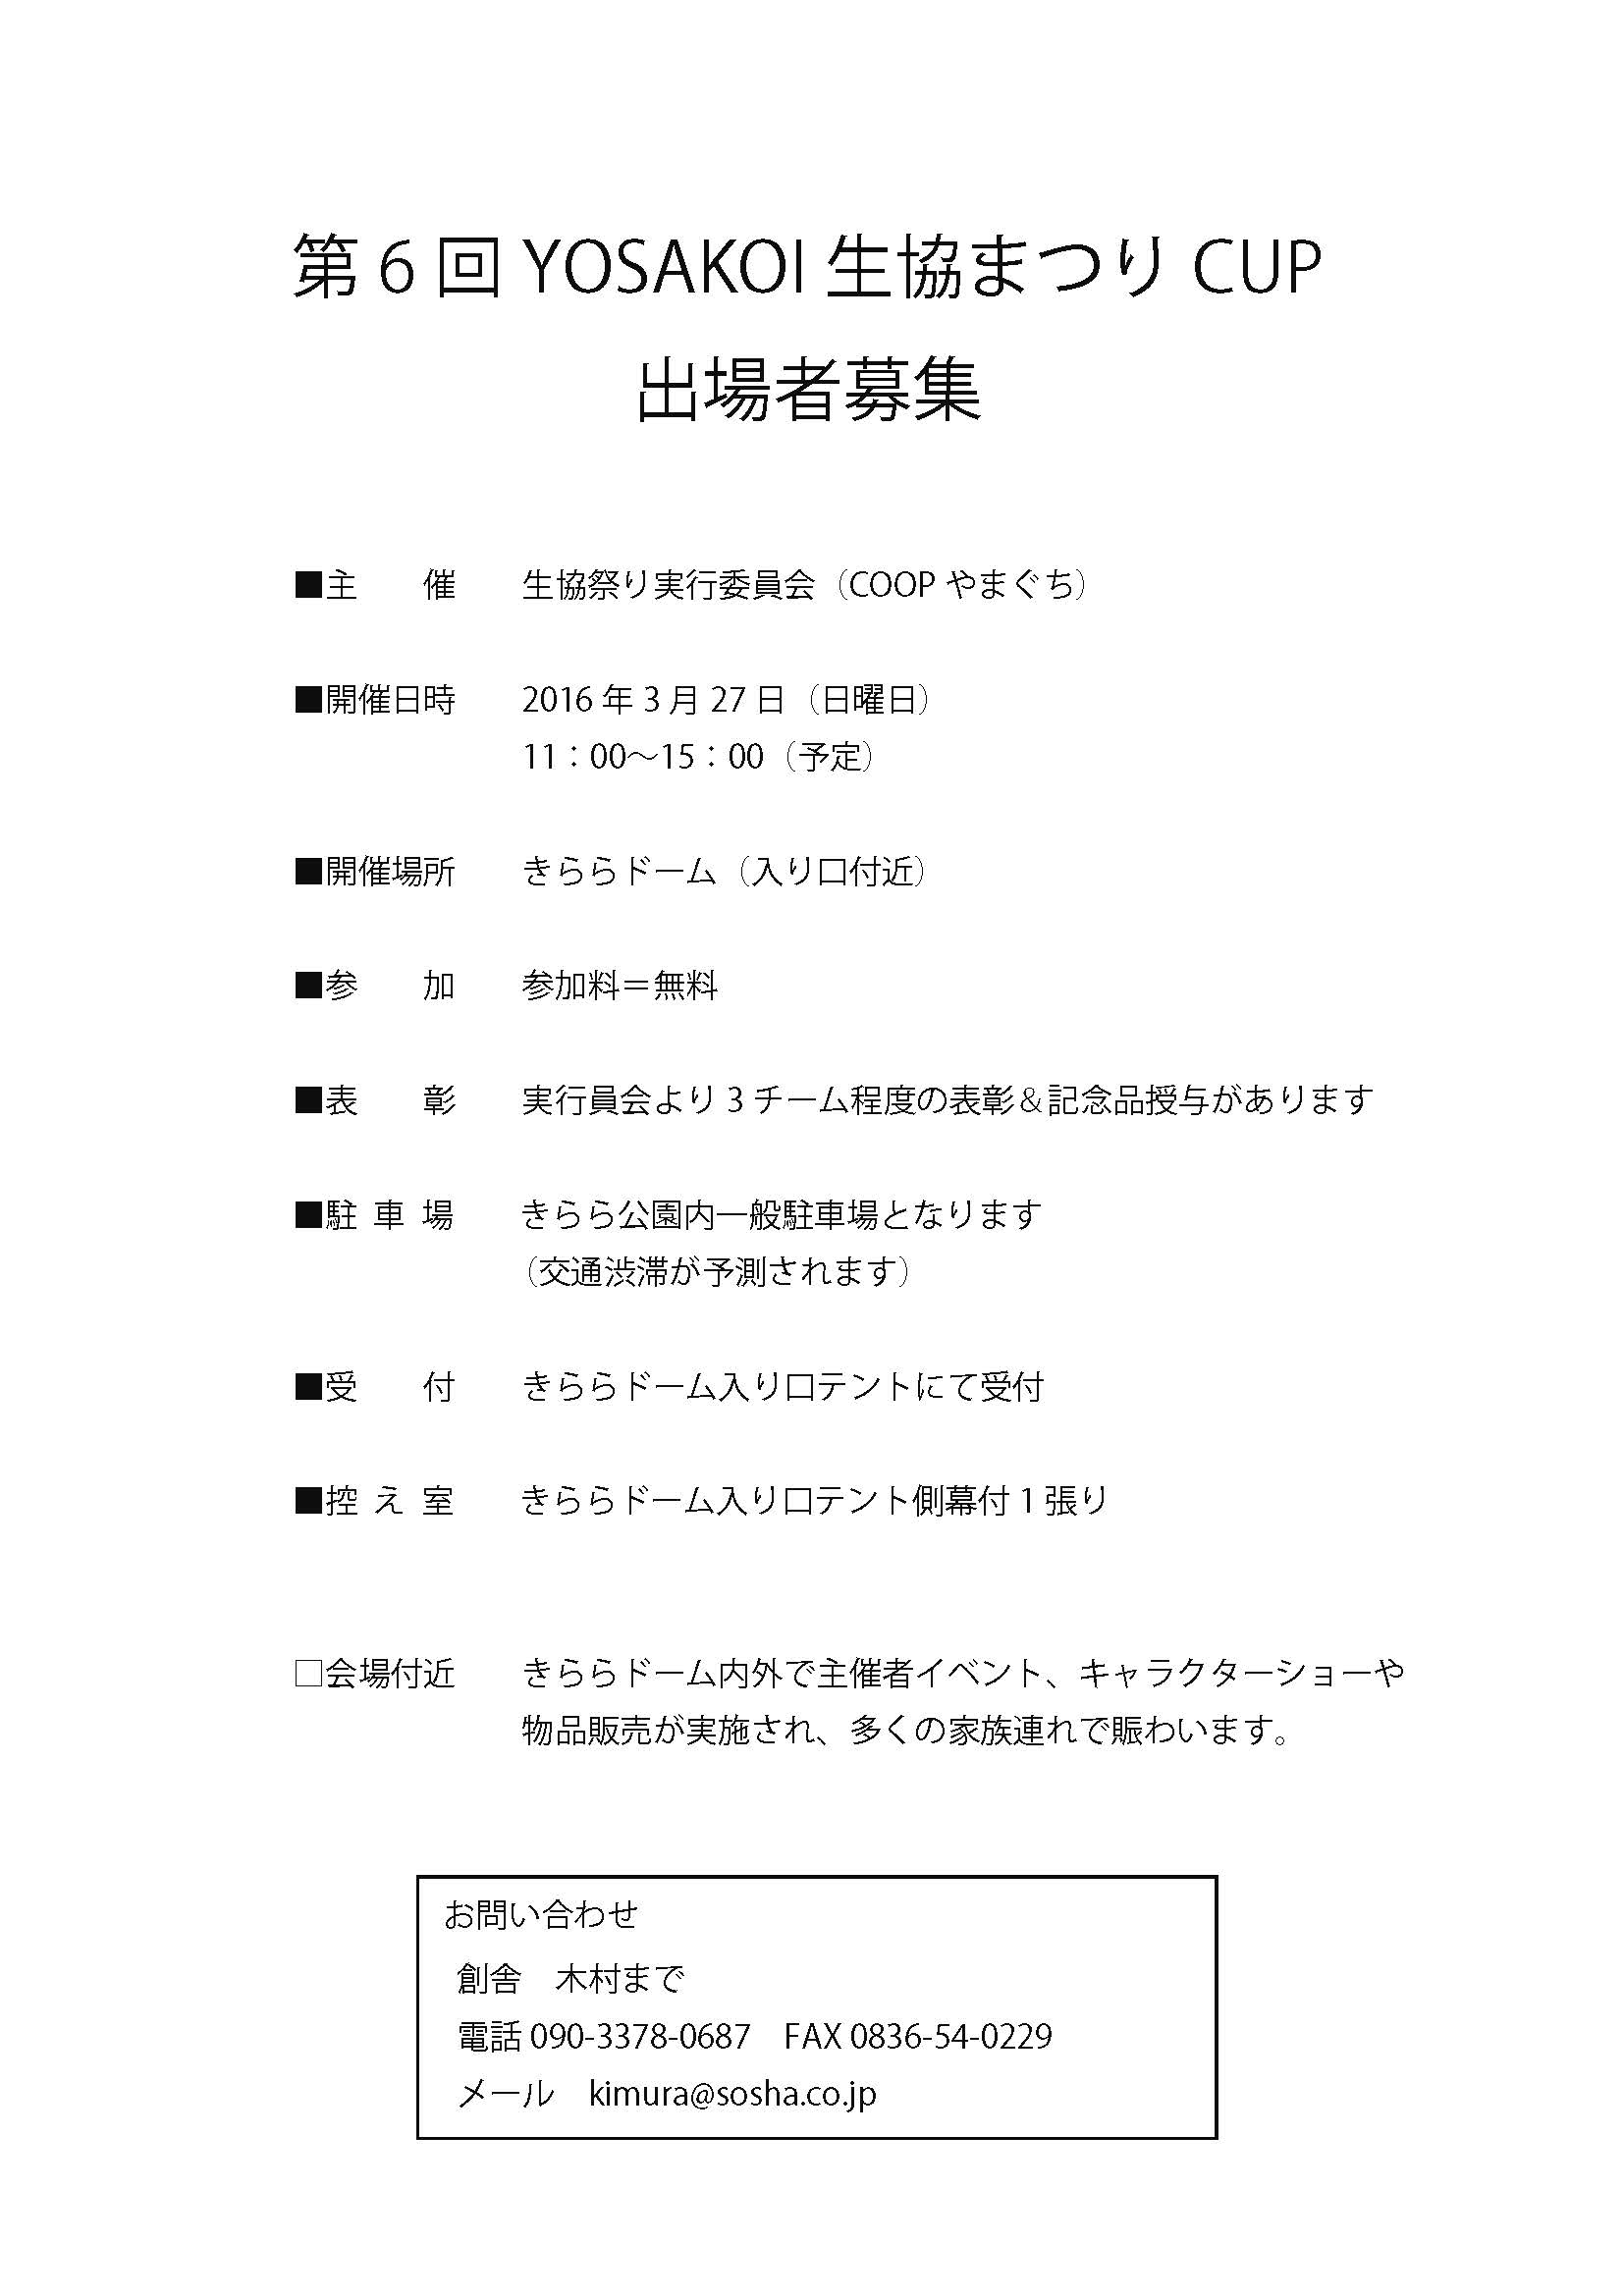 第 6 回 YOSAKOI 生協まつり CUP
出場者募集
■主　　催　　生協祭り実行委員会（COOP やまぐち）
■開催日時　　2016 年 3 月 27 日（日曜日）
11：00～15：00（予定）
■開催場所　　きららドーム（入り口付近）
■参　　加　　参加料＝無料
■表　　彰　　実行員会より 3 チーム程度の表彰＆記念品授与があります
■駐 車 場　　きらら公園内一般駐車場となります
（交通渋滞が予測されます）
■受　　付　　きららドーム入り口テントにて受付
■控 え 室　　きららドーム入り口テント側幕付 1 張り
□会場付近　　きららドーム内外で主催者イベント、キャラクターショーや
物品販売が実施され、多くの家族連れで賑わいます。
お問い合わせ
創舎　木村まで
電話 090-3378-0687　FAX 0836-54-0229
メール　kimura@sosha.co.jp